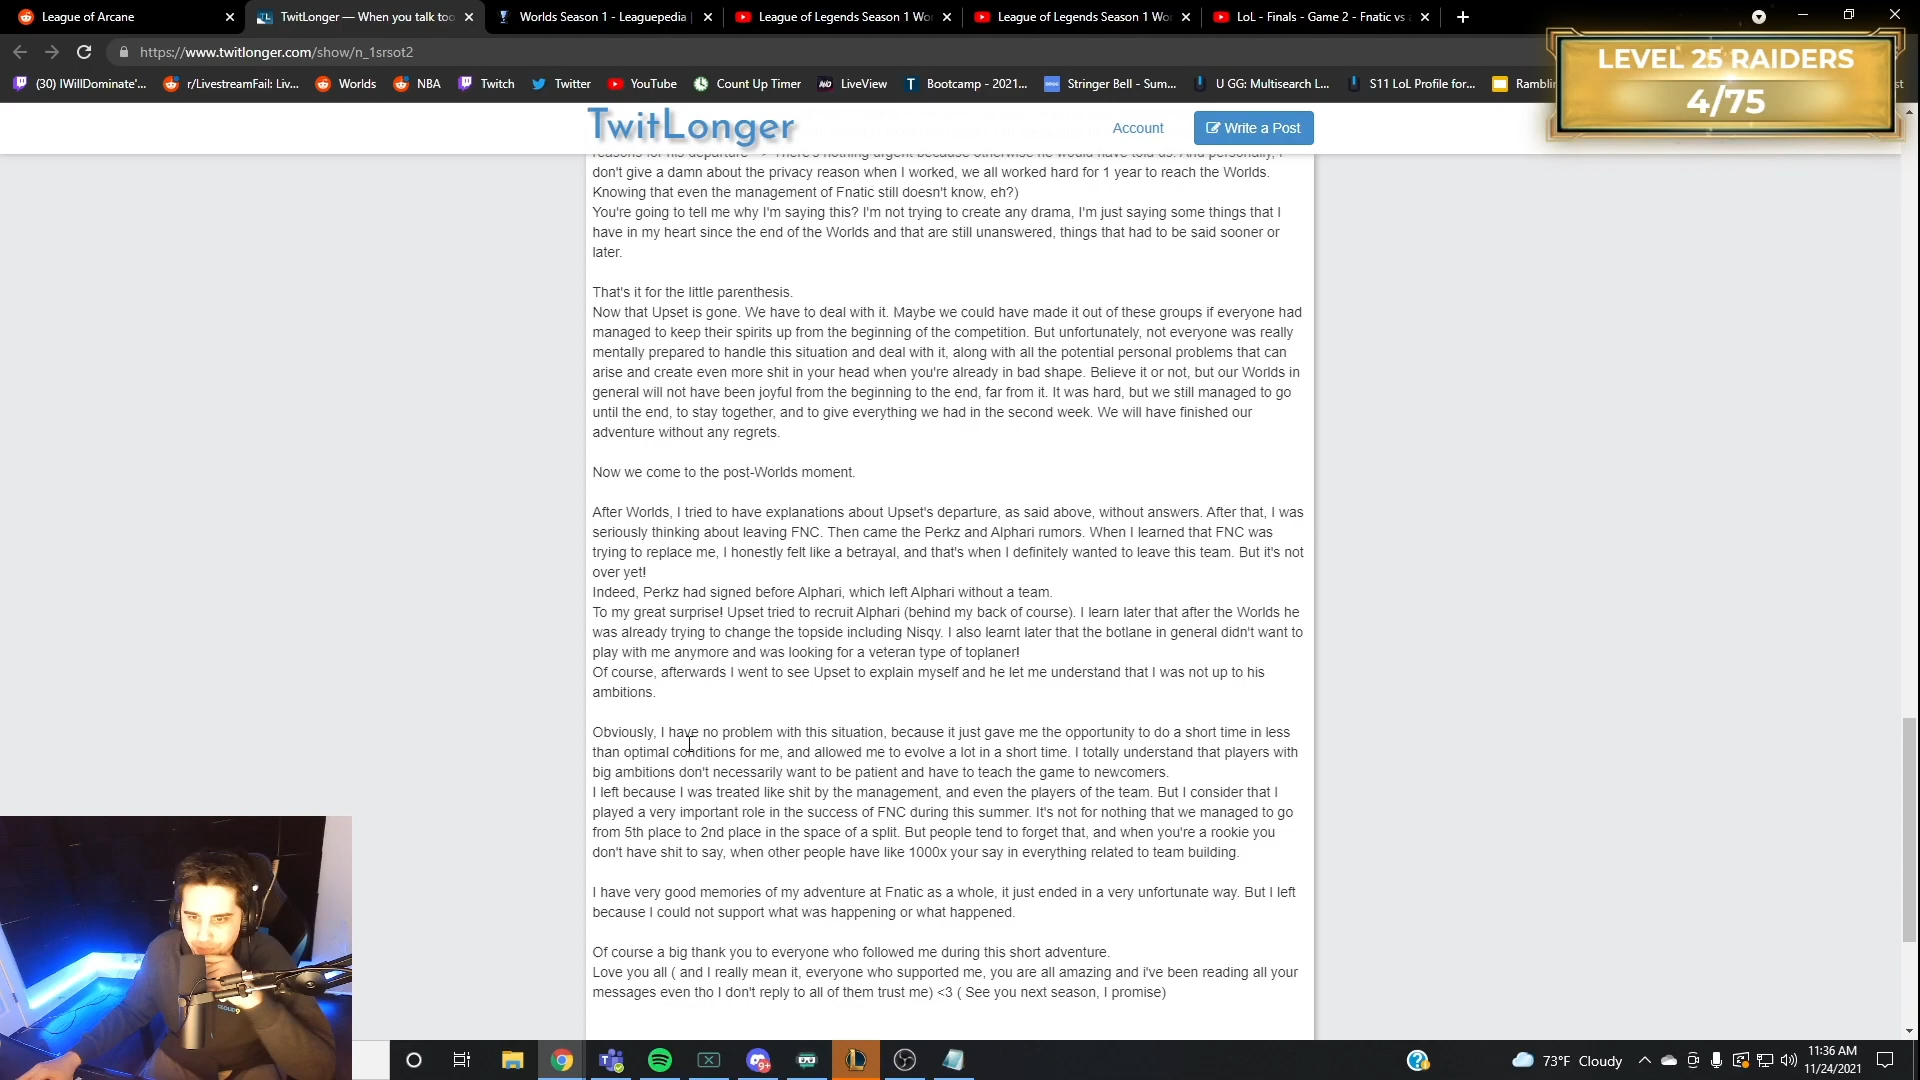 League of Arcane
TwitLonger — When you talk too
Worlds Season 1 - Leaguepedia
League of Legends Season 1 Wo
League of Legends Season 1 Wo
LoL - Finals - Game 2 - Fnatic vs
https://www.twitlonger.com/show/n_1srsot2
(30) IWillDominate'...
r/LivestreamFail: Liv...
Worlds
NBA
Twitch
Twitter
YouTube
Count Up Timer
LiveView
Bootcamp - 2021...
Stringer Bell - Sum...
U GG: Multisearch L...
S11 LoL Profile for...
LEVEL 25 RAIDERS
4/75
TwitLonger
Account
Write a Post
reasons for his departure --> There's nothing urgent because otherwise he would have told us. And personally, I
don't give a damn about the privacy reason when I worked, we all worked hard for 1 year to reach the Worlds.
Knowing that even the management of Fnatic still doesn't know, eh?)
You're going to tell me why I'm saying this? I'm not trying to create any drama, I'm just saying some things that I
have in my heart since the end of the Worlds and that are still unanswered, things that had to be said sooner or
later.
That's it for the little parenthesis.
Now that Upset is gone. We have to deal with it. Maybe we could have made it out of these groups if everyone had
managed to keep their spirits up from the beginning of the competition. But unfortunately, not everyone was really
mentally prepared to handle this situation and deal with it, along with all the potential personal problems that can
arise and create even more shit in your head when you're already in bad shape. Believe it or not, but our Worlds in
general will not have been joyful from the beginning to the end, far from it. It was hard, but we still managed to go
until the end, to stay together, and to give everything we had in the second week. We will have finished our
adventure without any regrets.
Now we come to the post-Worlds moment.
After Worlds, I tried to have explanations about Upset's departure, as said above, without answers. After that, I was
seriously thinking about leaving FNC. Then came the Perkz and Alphari rumors. When I learned that FNC was
trying to replace me, I honestly felt like a betrayal, and that's when I definitely wanted to leave this team. But it's not
over yet!
Indeed, Perkz had signed before Alphari, which left Alphari without a team.
To my great surprise! Upset tried to recruit Alphari (behind my back of course). I learn later that after the Worlds he
was already trying to change the topside including Nisqy. I also learnt later that the botlane in general didn't want to
play with me anymore and was looking for a veteran type of toplaner!
Of course, afterwards I went to see Upset to explain myself and he let me understand that I was not up to his
ambitions.
Obviously, I have no problem with this situation, because it just gave me the opportunity to do a short time in less
than optimal conditions for me, and allowed me to evolve a lot in a short time. I totally understand that players with
big ambitions don't necessarily want to be patient and have to teach the game to newcomers.
I left because I was treated like shit by the management, and even the players of the team. But I consider that I
played a very important role in the success of FNC during this summer. It's not for nothing that we managed to go
from 5th place to 2nd place in the space of a split. But people tend to forget that, and when you're a rookie you
don't have shit to say, when other people have like 1000x your say in everything related to team building.
I have very good memories of my adventure at Fnatic as a whole, it just ended in a very unfortunate way. But I left
because I could not support what was happening or what happened.
Of course a big thank you to everyone who followed me during this short adventure.
Love you all ( and I really mean it, everyone who supported me, you are all amazing and i've been reading all your
messages even tho I don't reply to all of them trust me) <3 ( See you next season, I promise)
CLOUD9
73°F Cloudy
11:36 AM
11/24/2021